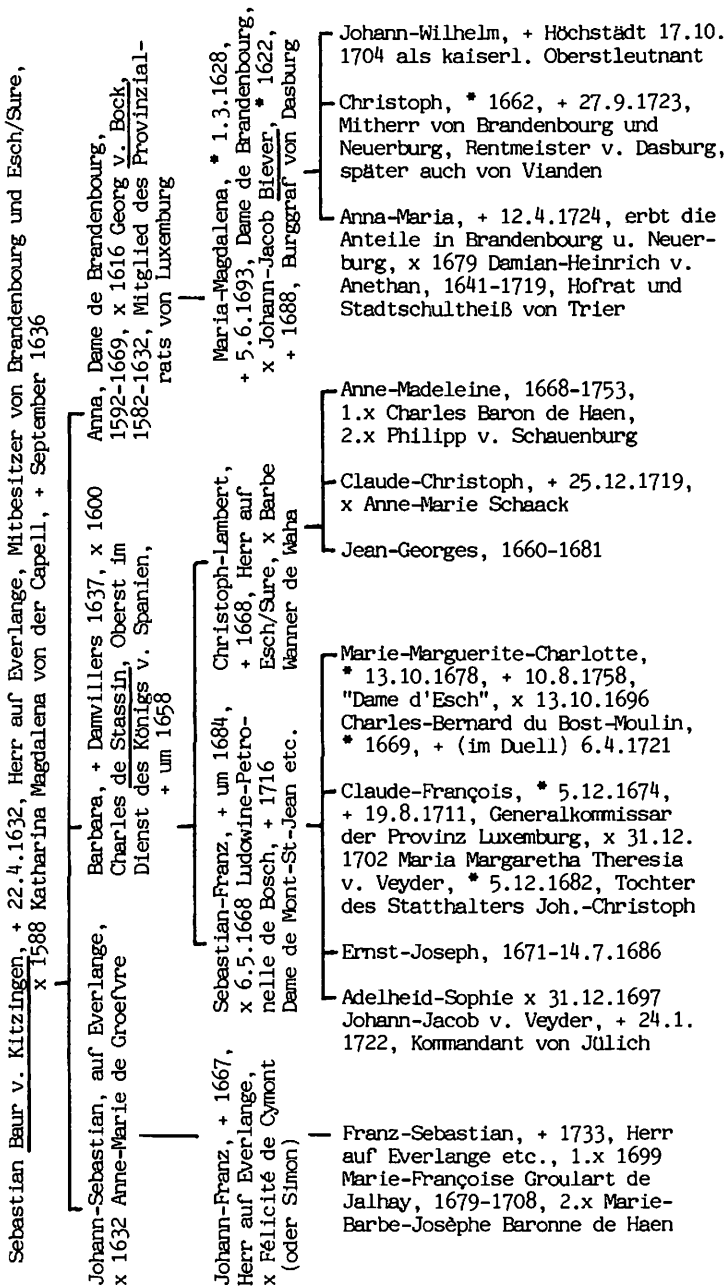 Sebastian Baur v. Kitzingen, + 22.4.1632, Herr auf Everlange, Mitbesitzer von Brandenbourg und Esch/Sure,
x 1588 Katharina Magdalena von der Capell, + September 1636
Anna, Dame de Brandenbourg,
1592-1669, x 1616 Georg v. Bock,
1582-1632, Mitglied des Provinzial-
rats von Luxemburg
Maria-Magdalena, * 1.3.1628,
+ 5.6.1693, Dame de Brandenbourg,
x Johann-Jacob Biever, * 1622,
+ 1688, Burggraf von Dasburg
Johann-Wilhelm, + Höchstädt 17.10.
1704 als kaiserl. Oberstleutnant
Christoph, * 1662, + 27.9.1723,
Mitherr von Brandenbourg und
Neuerburg, Rentmeister v. Dasburg,
später auch von Vianden
Anna-Maria, + 12.4.1724, erbt die
Anteile in Brandenbourg u. Neuer-
burg, x 1679 Damian-Heinrich v.
Anethan, 1641-1719, Hofrat und
Stadtschultheiß von Trier
Barbara, + Damvillers 1637, x 1600
Charles de Stassin, Oberst im
Dienst des Königs v. Spanien,
+ um 1658
Christoph-Lambert,
+ 1668, Herr auf
Esch/Sure, x Barbe
Wanner de Waha
Anne-Madeleine, 1668-1753,
1.x Charles Baron de Haen,
2.x Philipp v. Schauenburg
Claude-Christoph, + 25.12.1719,
x Anne-Marie Schaack
Jean-Georges, 1660-1681
Sebastian-Franz, + um 1684,
x 6.5.1668 Ludowine-Petro-
nelle de Bosch, + 1716
Dame de Mont-St-Jean etc.
Marie-Marguerite-Charlotte,
* 13.10.1678, + 10.8.1758,
"Dame d'Esch", x 13.10.1696
Charles-Bernard du Bost-Moulin,
* 1669, + (im Duell) 6.4.1721
Claude-François, * 5.12.1674,
+ 19.8.1711, Generalkommissar
der Provinz Luxemburg, x 31.12.
1702 Maria Margaretha Theresia
v. Veyder, * 5.12.1682, Tochter
des Statthalters Joh.-Christoph
Ernst-Joseph, 1671-14.7.1686
Adelheid-Sophie x 31.12.1697
Johann-Jacob v. Veyder, + 24.1.
1722, Kommandant von Jülich
Johann-Sebastian, auf Everlange,
x 1632 Anne-Marie de Groefvre
Johann-Franz, + 1667,
Herr auf Everlange,
x Félicité de Cymont
(oder Simon)
Franz-Sebastian, + 1733, Herr
auf Everlange etc., 1.x 1699
Marie-Françoise Groulart de
Jalhay, 1679-1708, 2.x Marie-
Barbe-Josèphe Baronne de Haen